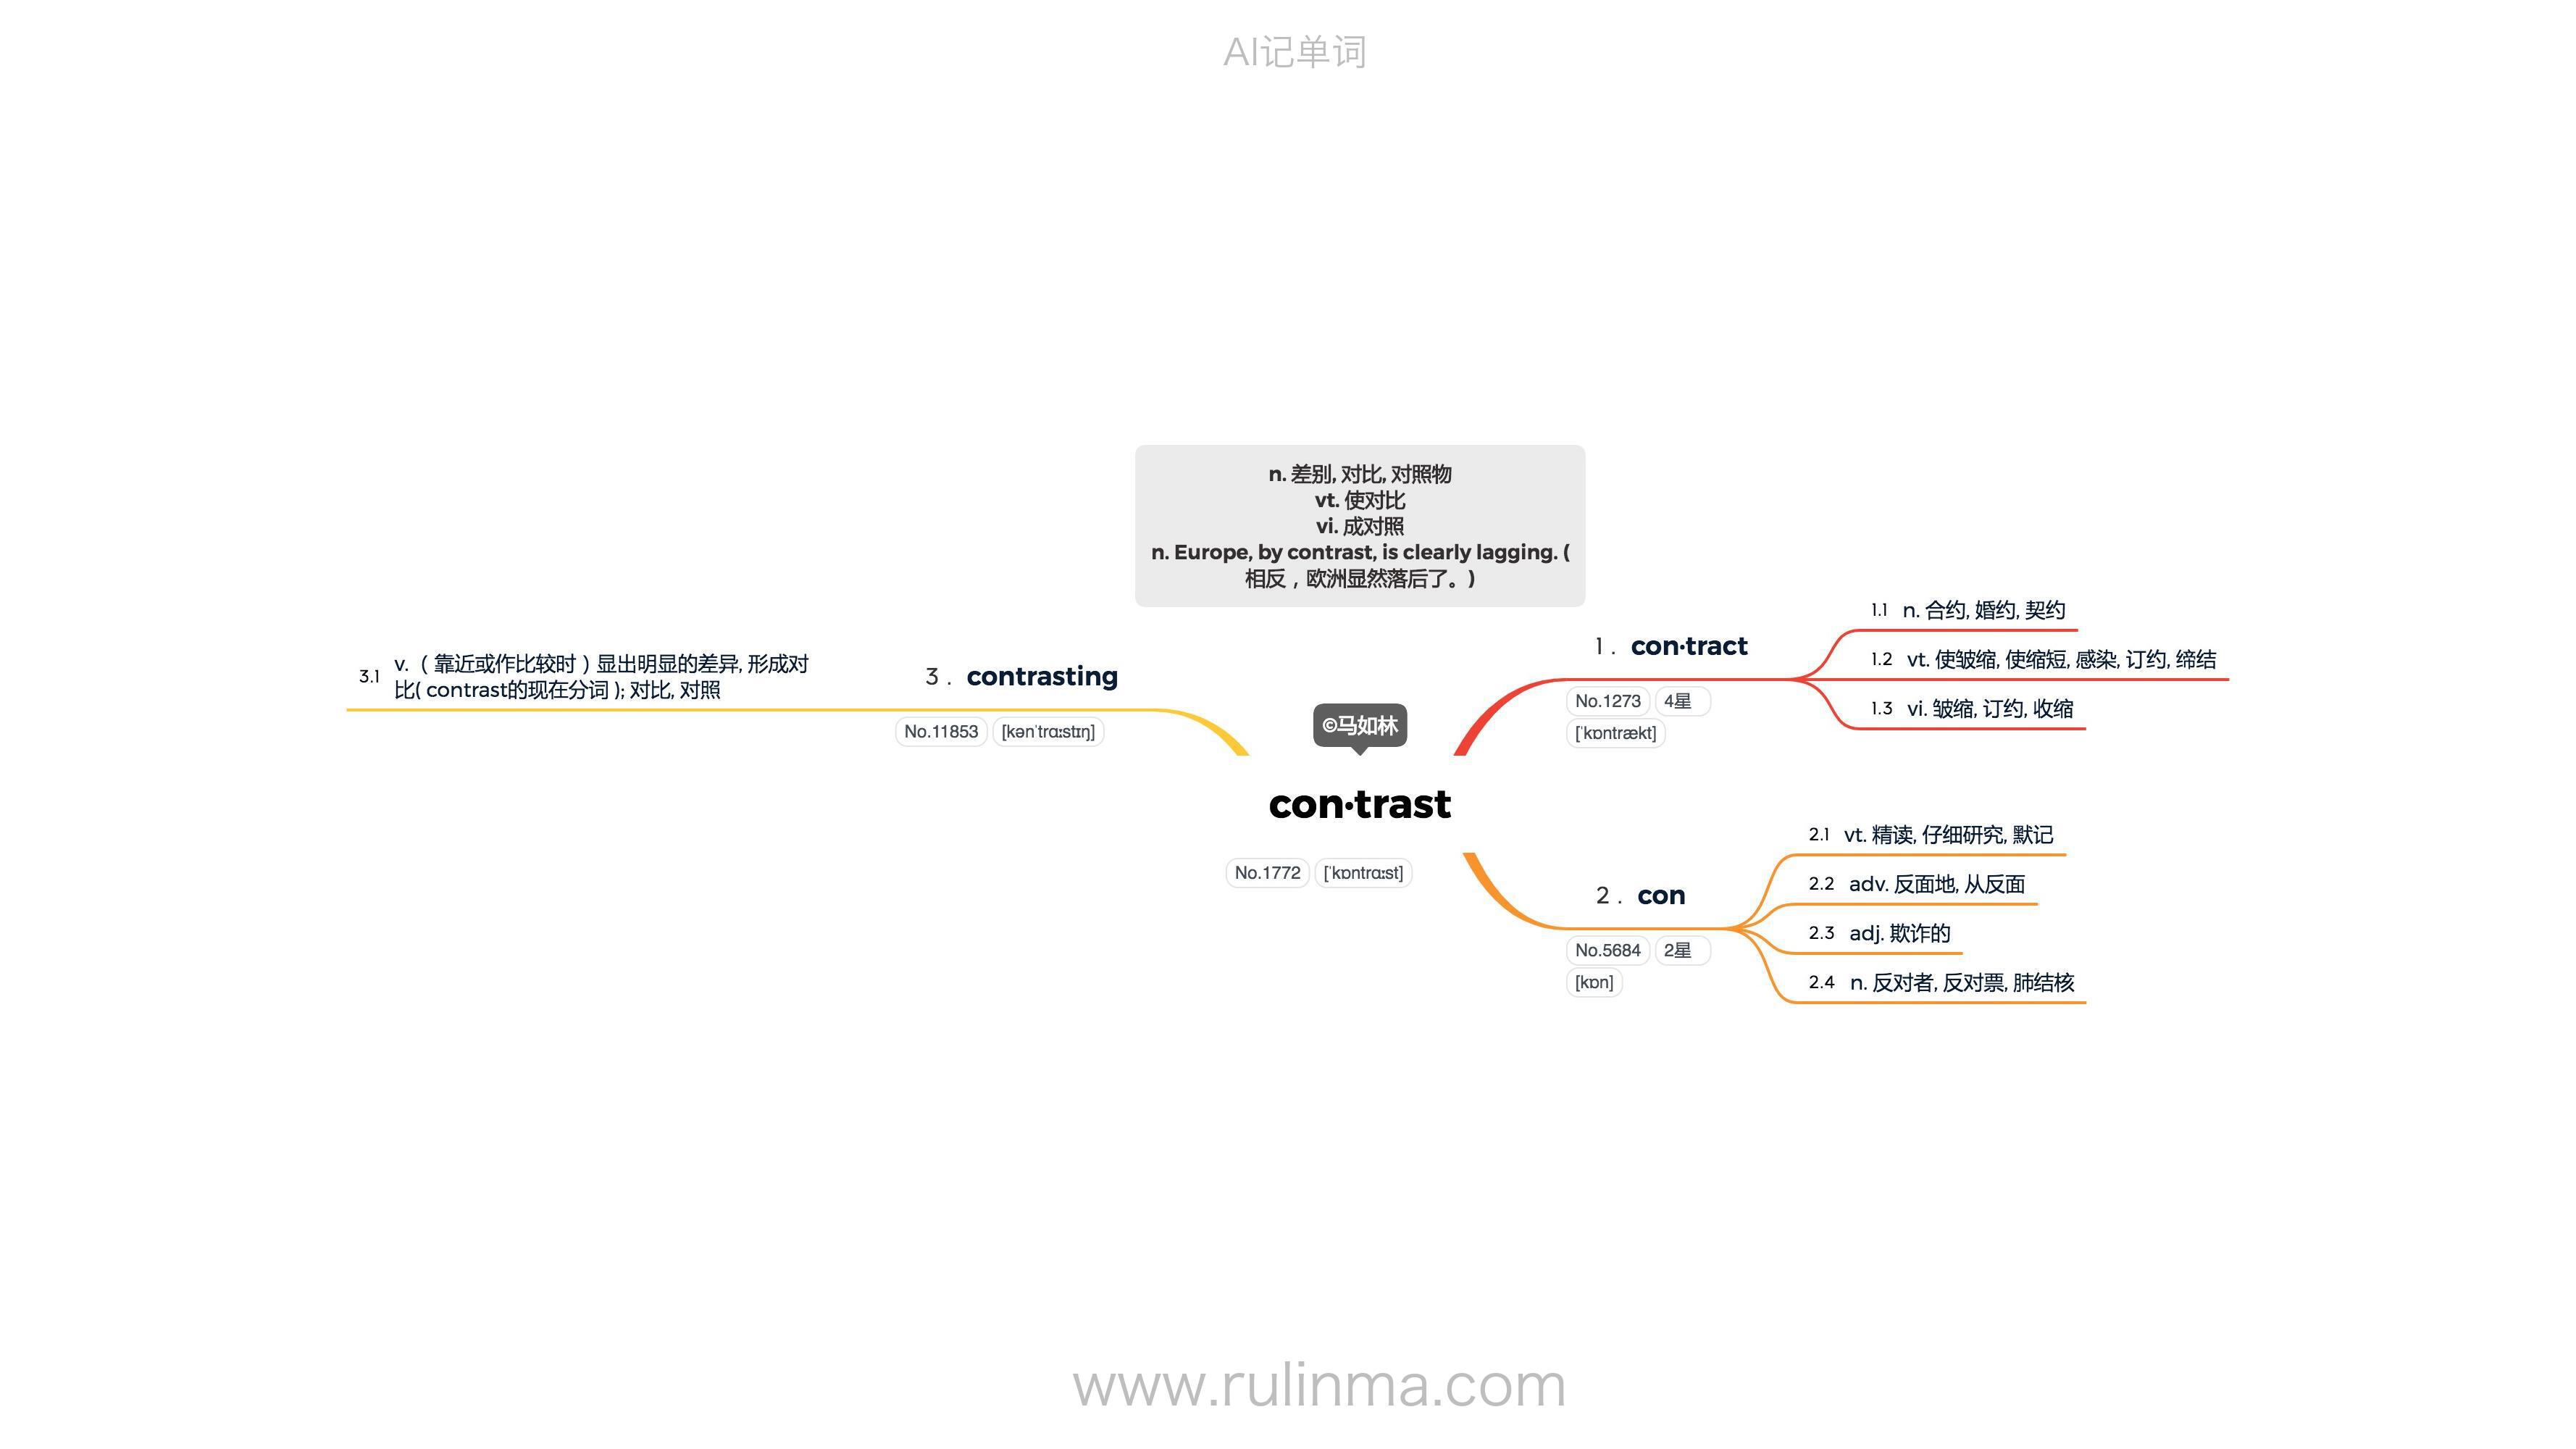 AI记单词
n. 差别, 对比, 对照物
vt. 使对比
vi. 成对照
n. Europe, by contrast, is clearly lagging. (
相反，欧洲显然落后了。)
©马如林
con·trast
No.1772 [ˈkɒntrɑːst]
1 . con·tract
No.1273 4星
[ˈkɒntrækt]
1.1 n. 合约, 婚约, 契约
1.2 vt. 使皱缩, 使缩短, 感染, 订约, 缔结
1.3 vi. 皱缩, 订约, 收缩
2 . con
No.5684 2星
[kɒn]
2.1 vt. 精读, 仔细研究, 默记
2.2 adv. 反面地, 从反面
2.3 adj. 欺诈的
2.4 n. 反对者, 反对票, 肺结核
3 . contrasting
No.11853 [kənˈtrɑːstɪŋ]
3.1 v. （靠近或作比较时）显出明显的差异, 形成对
比( contrast的现在分词 ); 对比, 对照
www.rulinma.com